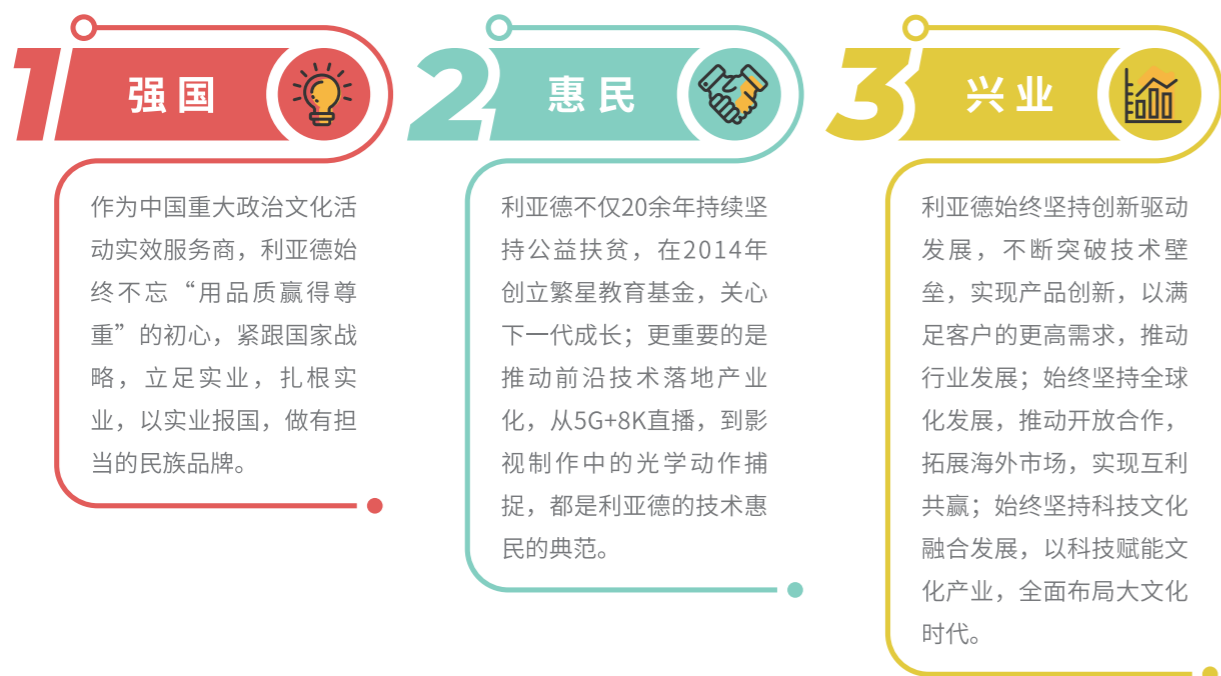 1
强国
作为中国重大政治文化活
动实效服务商，利亚德始
终不忘“用品质赢得尊
重”的初心，紧跟国家战
略，立足实业，扎根实
业，以实业报国，做有担
当的民族品牌。
2
惠民
利亚德不仅20余年持续坚
持公益扶贫，在2014年
创立繁星教育基金，关心
下一代成长；更重要的是
推动前沿技术落地产业
化，从5G+8K直播，到影
视制作中的光学动作捕
捉，都是利亚德的技术惠
民的典范。
3
兴业
利亚德始终坚持创新驱动
发展，不断突破技术壁
垒，实现产品创新，以满
足客户的更高需求，推动
行业发展；始终坚持全球
化发展，推动开放合作，
拓展海外市场，实现互利
共赢；始终坚持科技文化
融合发展，以科技赋能文
化产业，全面布局大文化
时代。